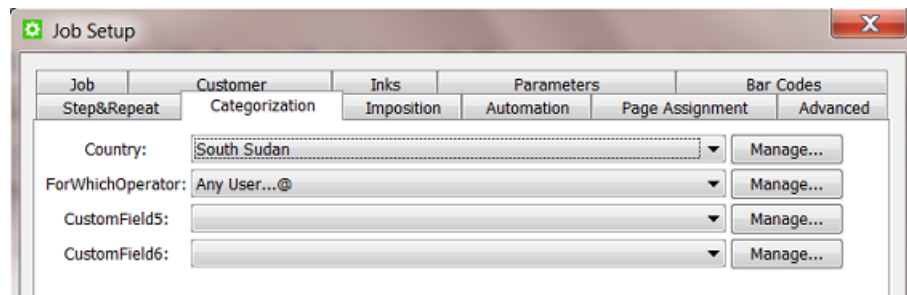 Job Setup
Job Customer Inks Parameters Bar Codes
Step&Repeat Categorization Imposition Automation Page Assignment Advanced
Country: South Sudan Manage...
ForWhichOperator: Any User...@ Manage...
CustomField5: Manage...
CustomField6: Manage...